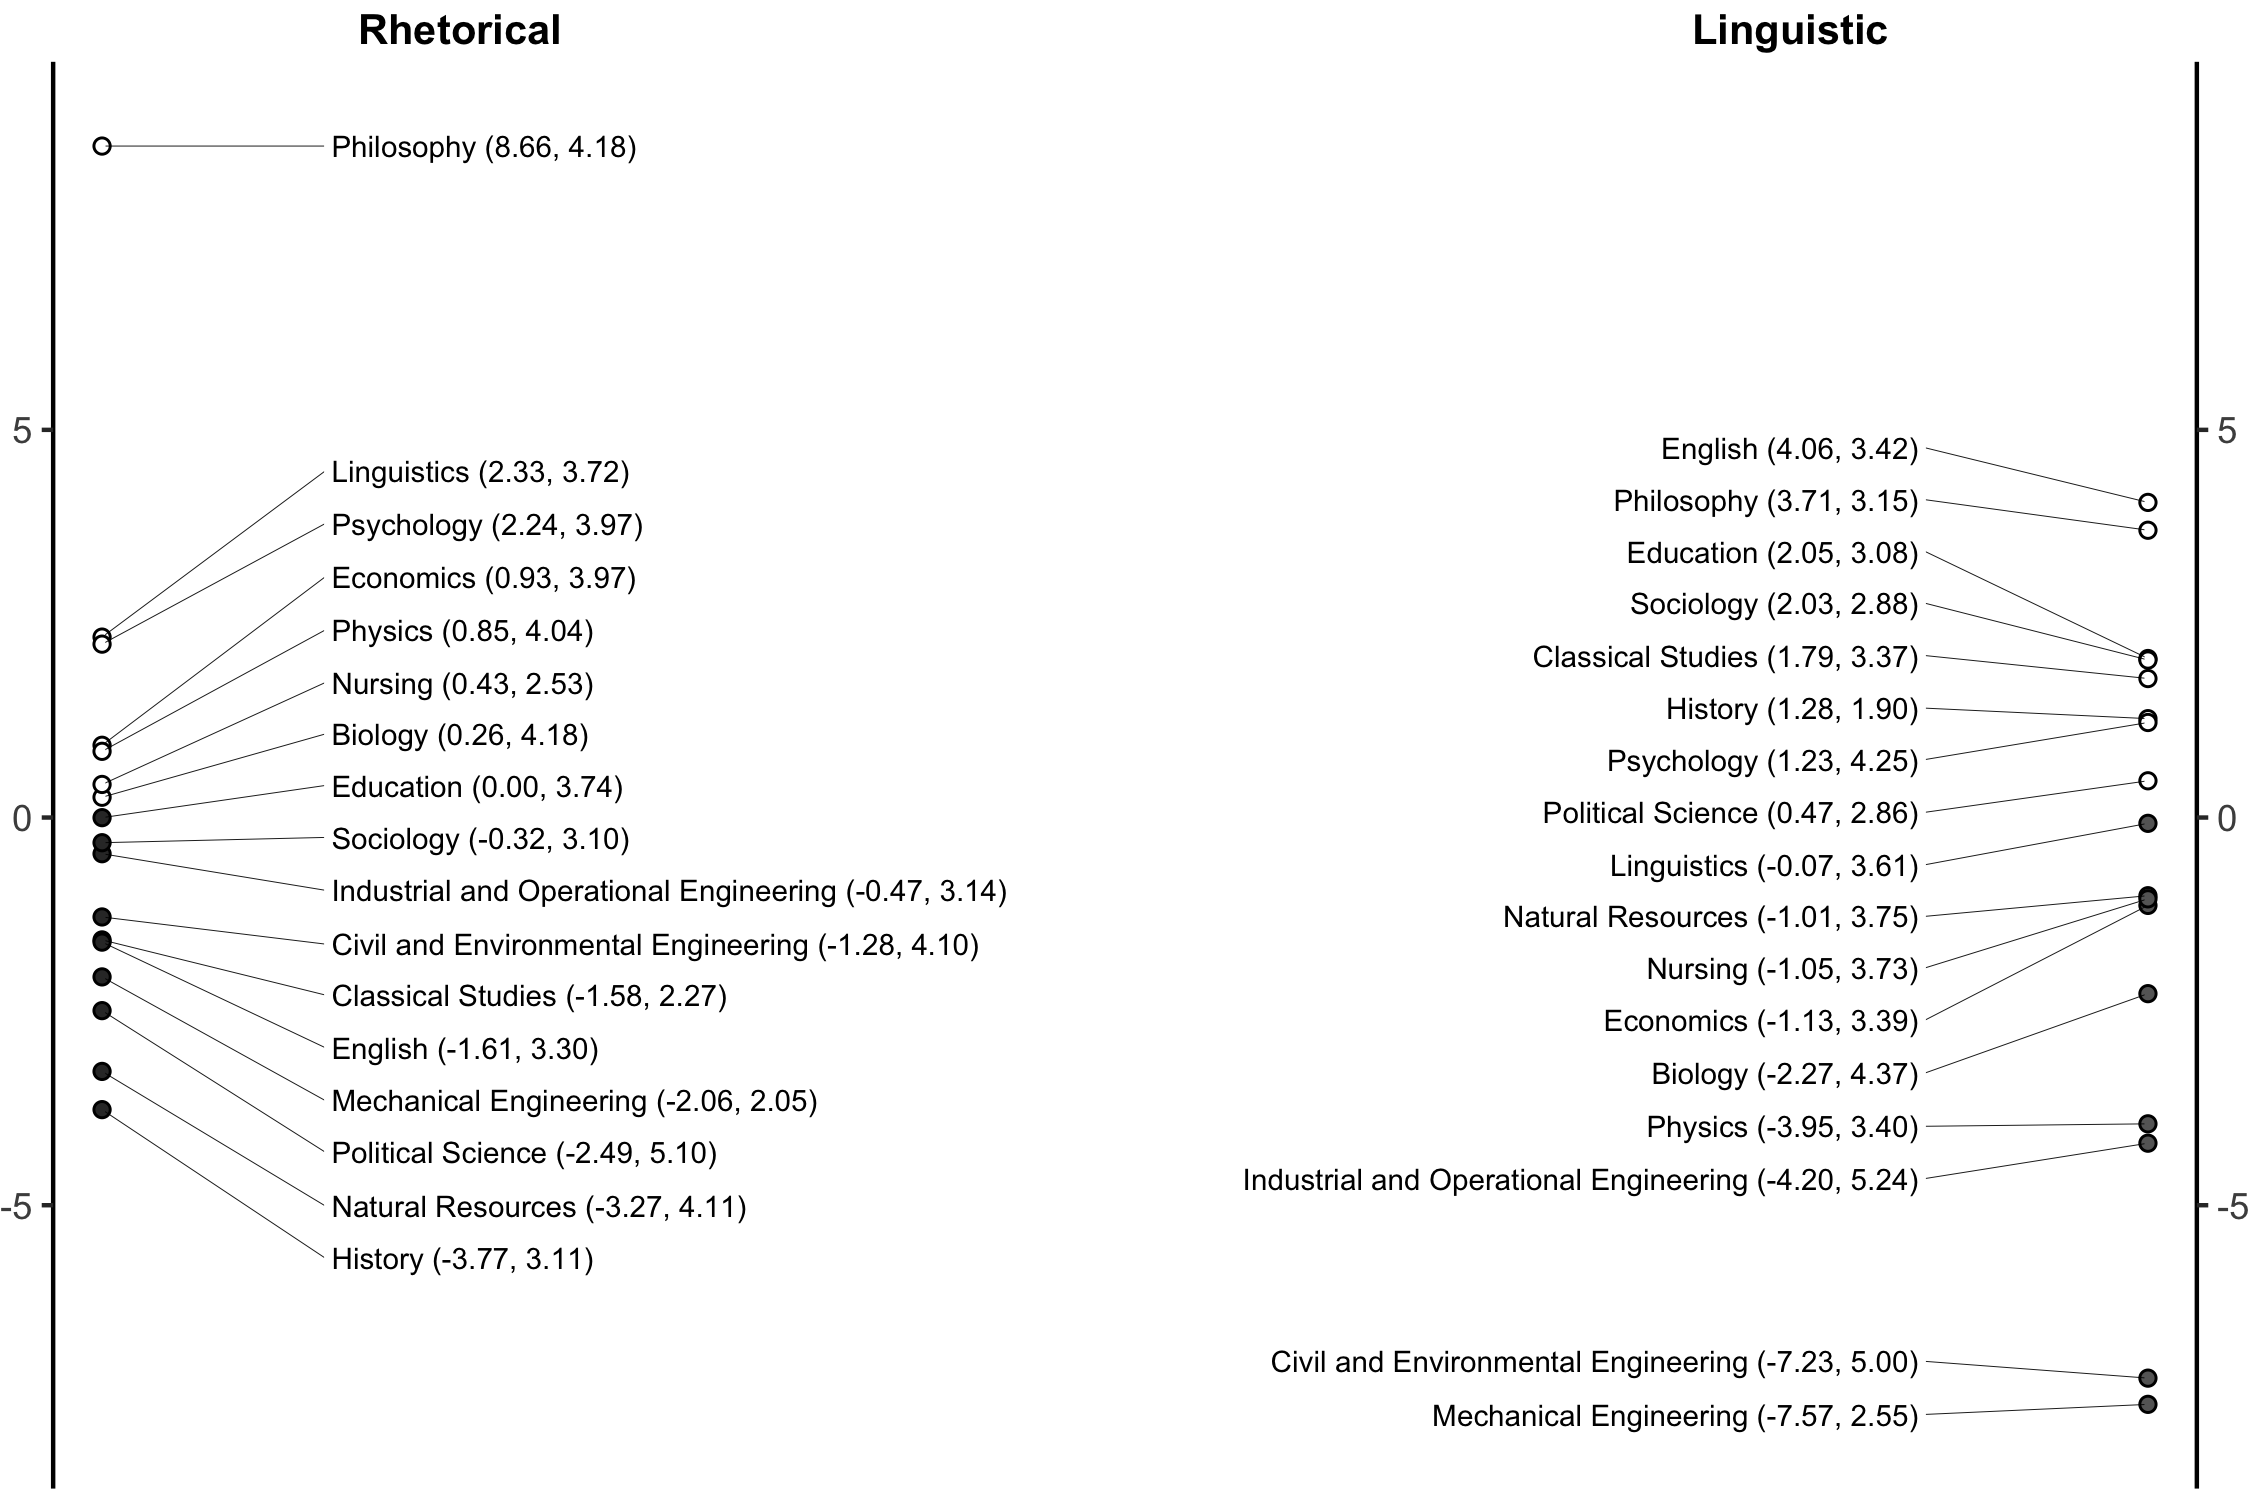 Rhetorical
Philosophy (8.66, 4.18)
5
Linguistics (2.33, 3.72)
Psychology (2.24, 3.97)
Economics (0.93, 3.97)
Physics (0.85, 4.04)
Nursing (0.43, 2.53)
Biology (0.26, 4.18)
Education (0.00, 3.74)
0
Sociology (-0.32, 3.10)
Industrial and Operational Engineering (-0.47, 3.14)
Civil and Environmental Engineering (-1.28, 4.10)
Classical Studies (-1.58, 2.27)
English (-1.61, 3.30)
Mechanical Engineering (-2.06, 2.05)
Political Science (-2.49, 5.10)
-5
Natural Resources (-3.27, 4.11)
History (-3.77, 3.11)
Linguistic
5
English (4.06, 3.42)
Philosophy (3.71, 3.15)
Education (2.05, 3.08)
Sociology (2.03, 2.88)
Classical Studies (1.79, 3.37)
History (1.28, 1.90)
Psychology (1.23, 4.25)
Political Science (0.47, 2.86)
0
Linguistics (-0.07, 3.61)
Natural Resources (-1.01, 3.75)
Nursing (-1.05, 3.73)
Economics (-1.13, 3.39)
Biology (-2.27, 4.37)
Physics (-3.95, 3.40)
Industrial and Operational Engineering (-4.20, 5.24)
-5
Civil and Environmental Engineering (-7.23, 5.00)
Mechanical Engineering (-7.57, 2.55)